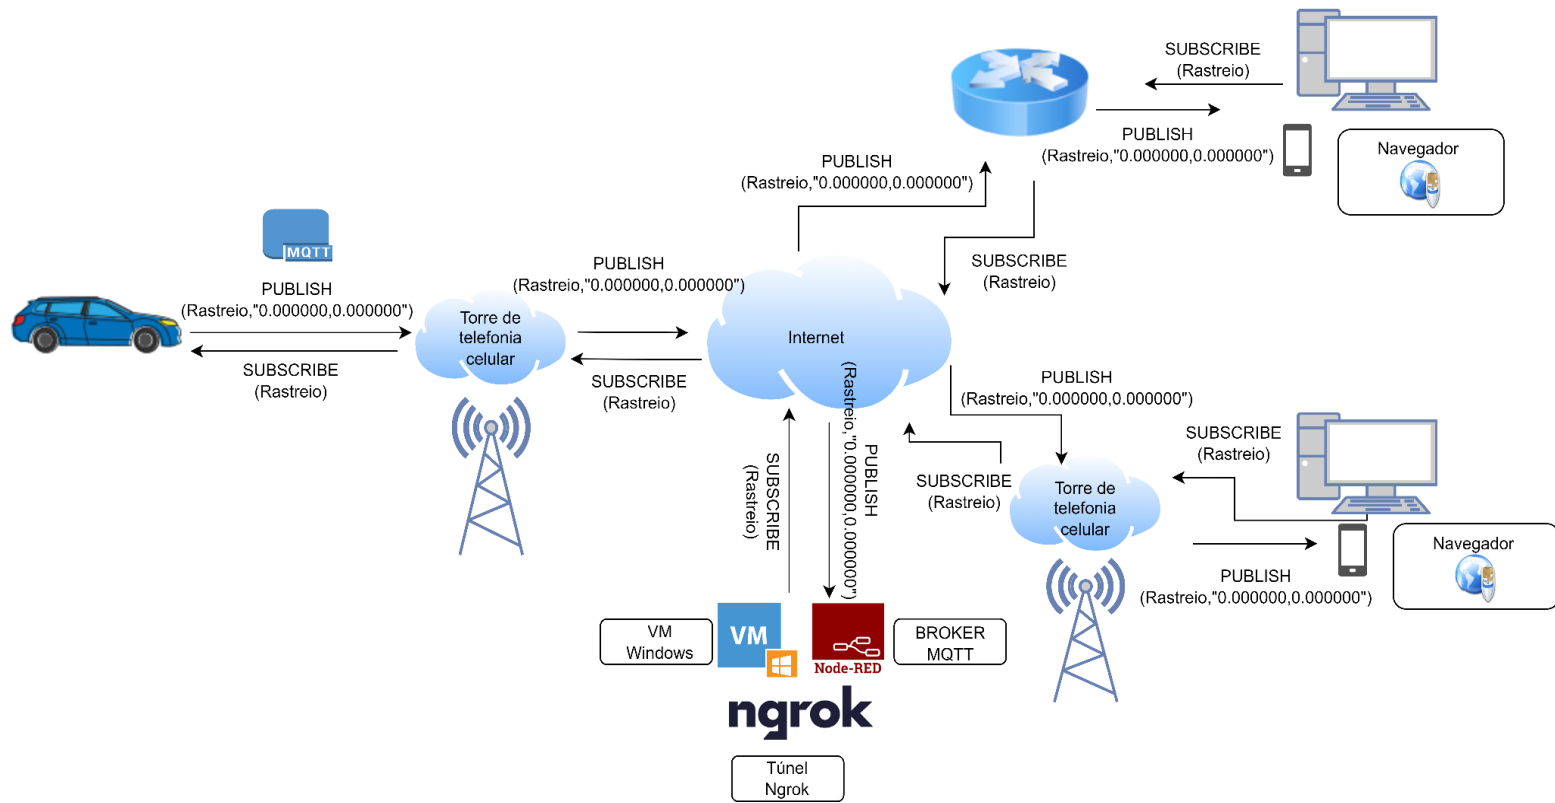 SUBSCRIBE
(Rastreio)
PUBLISH
(Rastreio,"0.000000,0.000000")
Navegador
PUBLISH
(Rastreio,"0.000000,0.000000")
SUBSCRIBE
(Rastreio)
MQTT
PUBLISH
(Rastreio,"0.000000,0.000000")
SUBSCRIBE
(Rastreio)
Torre de
telefonia
celular
PUBLISH
(Rastreio,"0.000000,0.000000")
SUBSCRIBE
(Rastreio)
Internet
PUBLISH
(Rastreio,"0.000000,0.000000")
SUBSCRIBE
(Rastreio)
PUBLISH
(Rastreio,"0.000000,0.000000")
SUBSCRIBE
(Rastreio)
Torre de
telefonia
celular
SUBSCRIBE
(Rastreio)
PUBLISH
(Rastreio,"0.000000,0.000000")
Navegador
VM
Windows
VM
Node-RED
BROKER
MQTT
ngrok
Túnel
Ngrok